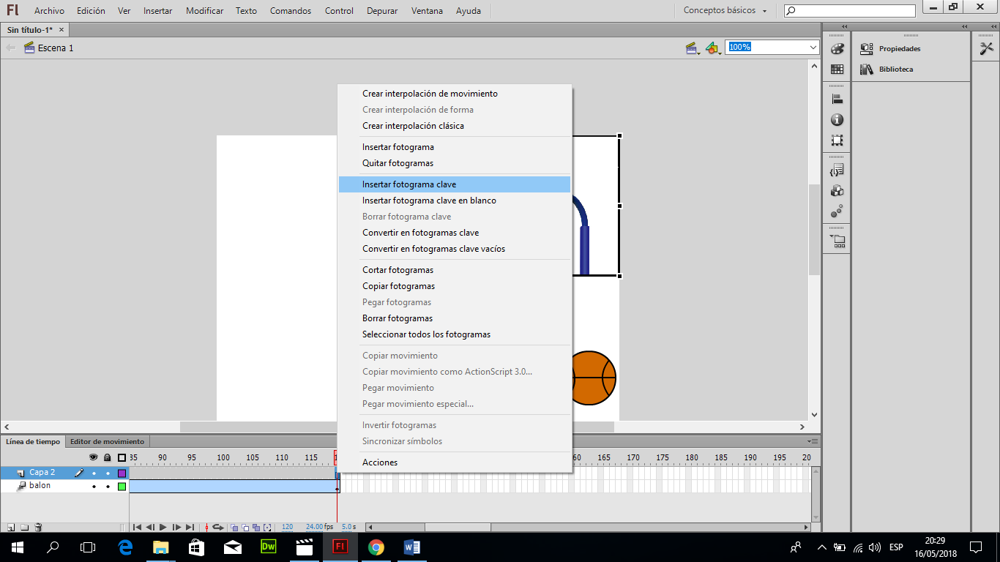 Fl Archivo Edición Ver Insertar Modificar Texto Comandos Control Depurar Ventana Ayuda Conceptos básicos
Sin título-1* ×
Escena 1 100%
Propiedades
Biblioteca
Crear interpolación de movimiento
Crear interpolación de forma
Crear interpolación clásica
Insertar fotograma
Quitar fotogramas
Insertar fotograma clave
Insertar fotograma clave en blanco
Borrar fotograma clave
Convertir en fotogramas clave
Convertir en fotogramas clave vacíos
Cortar fotogramas
Copiar fotogramas
Pegar fotogramas
Borrar fotogramas
Seleccionar todos los fotogramas
Copiar movimiento
Copiar movimiento como ActionScript 3.0...
Pegar movimiento
Pegar movimiento especial...
Invertir fotogramas
Sincronizar símbolos
Acciones
Línea de tiempo Editor de movimiento
85 90 95 100 105 110 115 165 170 175 180 185 190 195 20
Capa 2
balon
120 24.00 fps 5.0 s
Dw Fl W ESP 20:29
16/05/2018